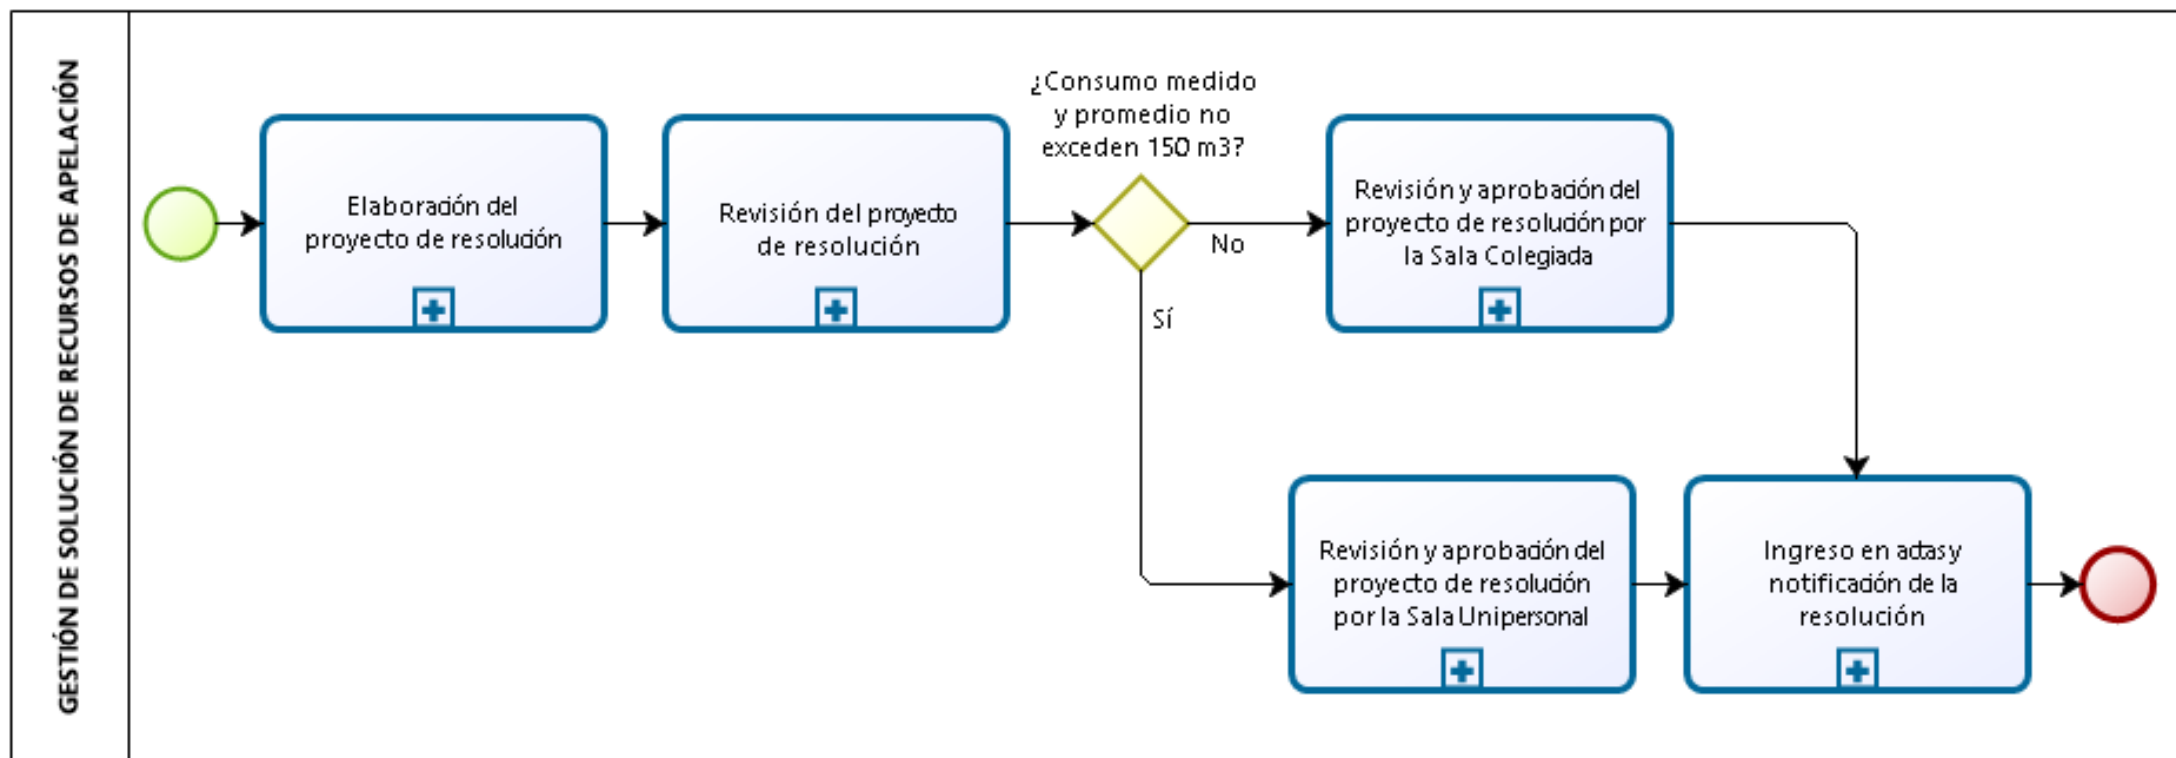 GESTIÓN DE SOLUCIÓN DE RECURSOS DE APELACIÓN
Elaboración del
proyecto de resolución
Revisión del proyecto
de resolución
¿Consumo medido
y promedio no
exceden 150 m3?
No
Sí
Revisión y aprobación del
proyecto de resolución por
la Sala Colegiada
Revisión y aprobación del
proyecto de resolución
por la Sala Unipersonal
Ingreso en actas y
notificación de la
resolución